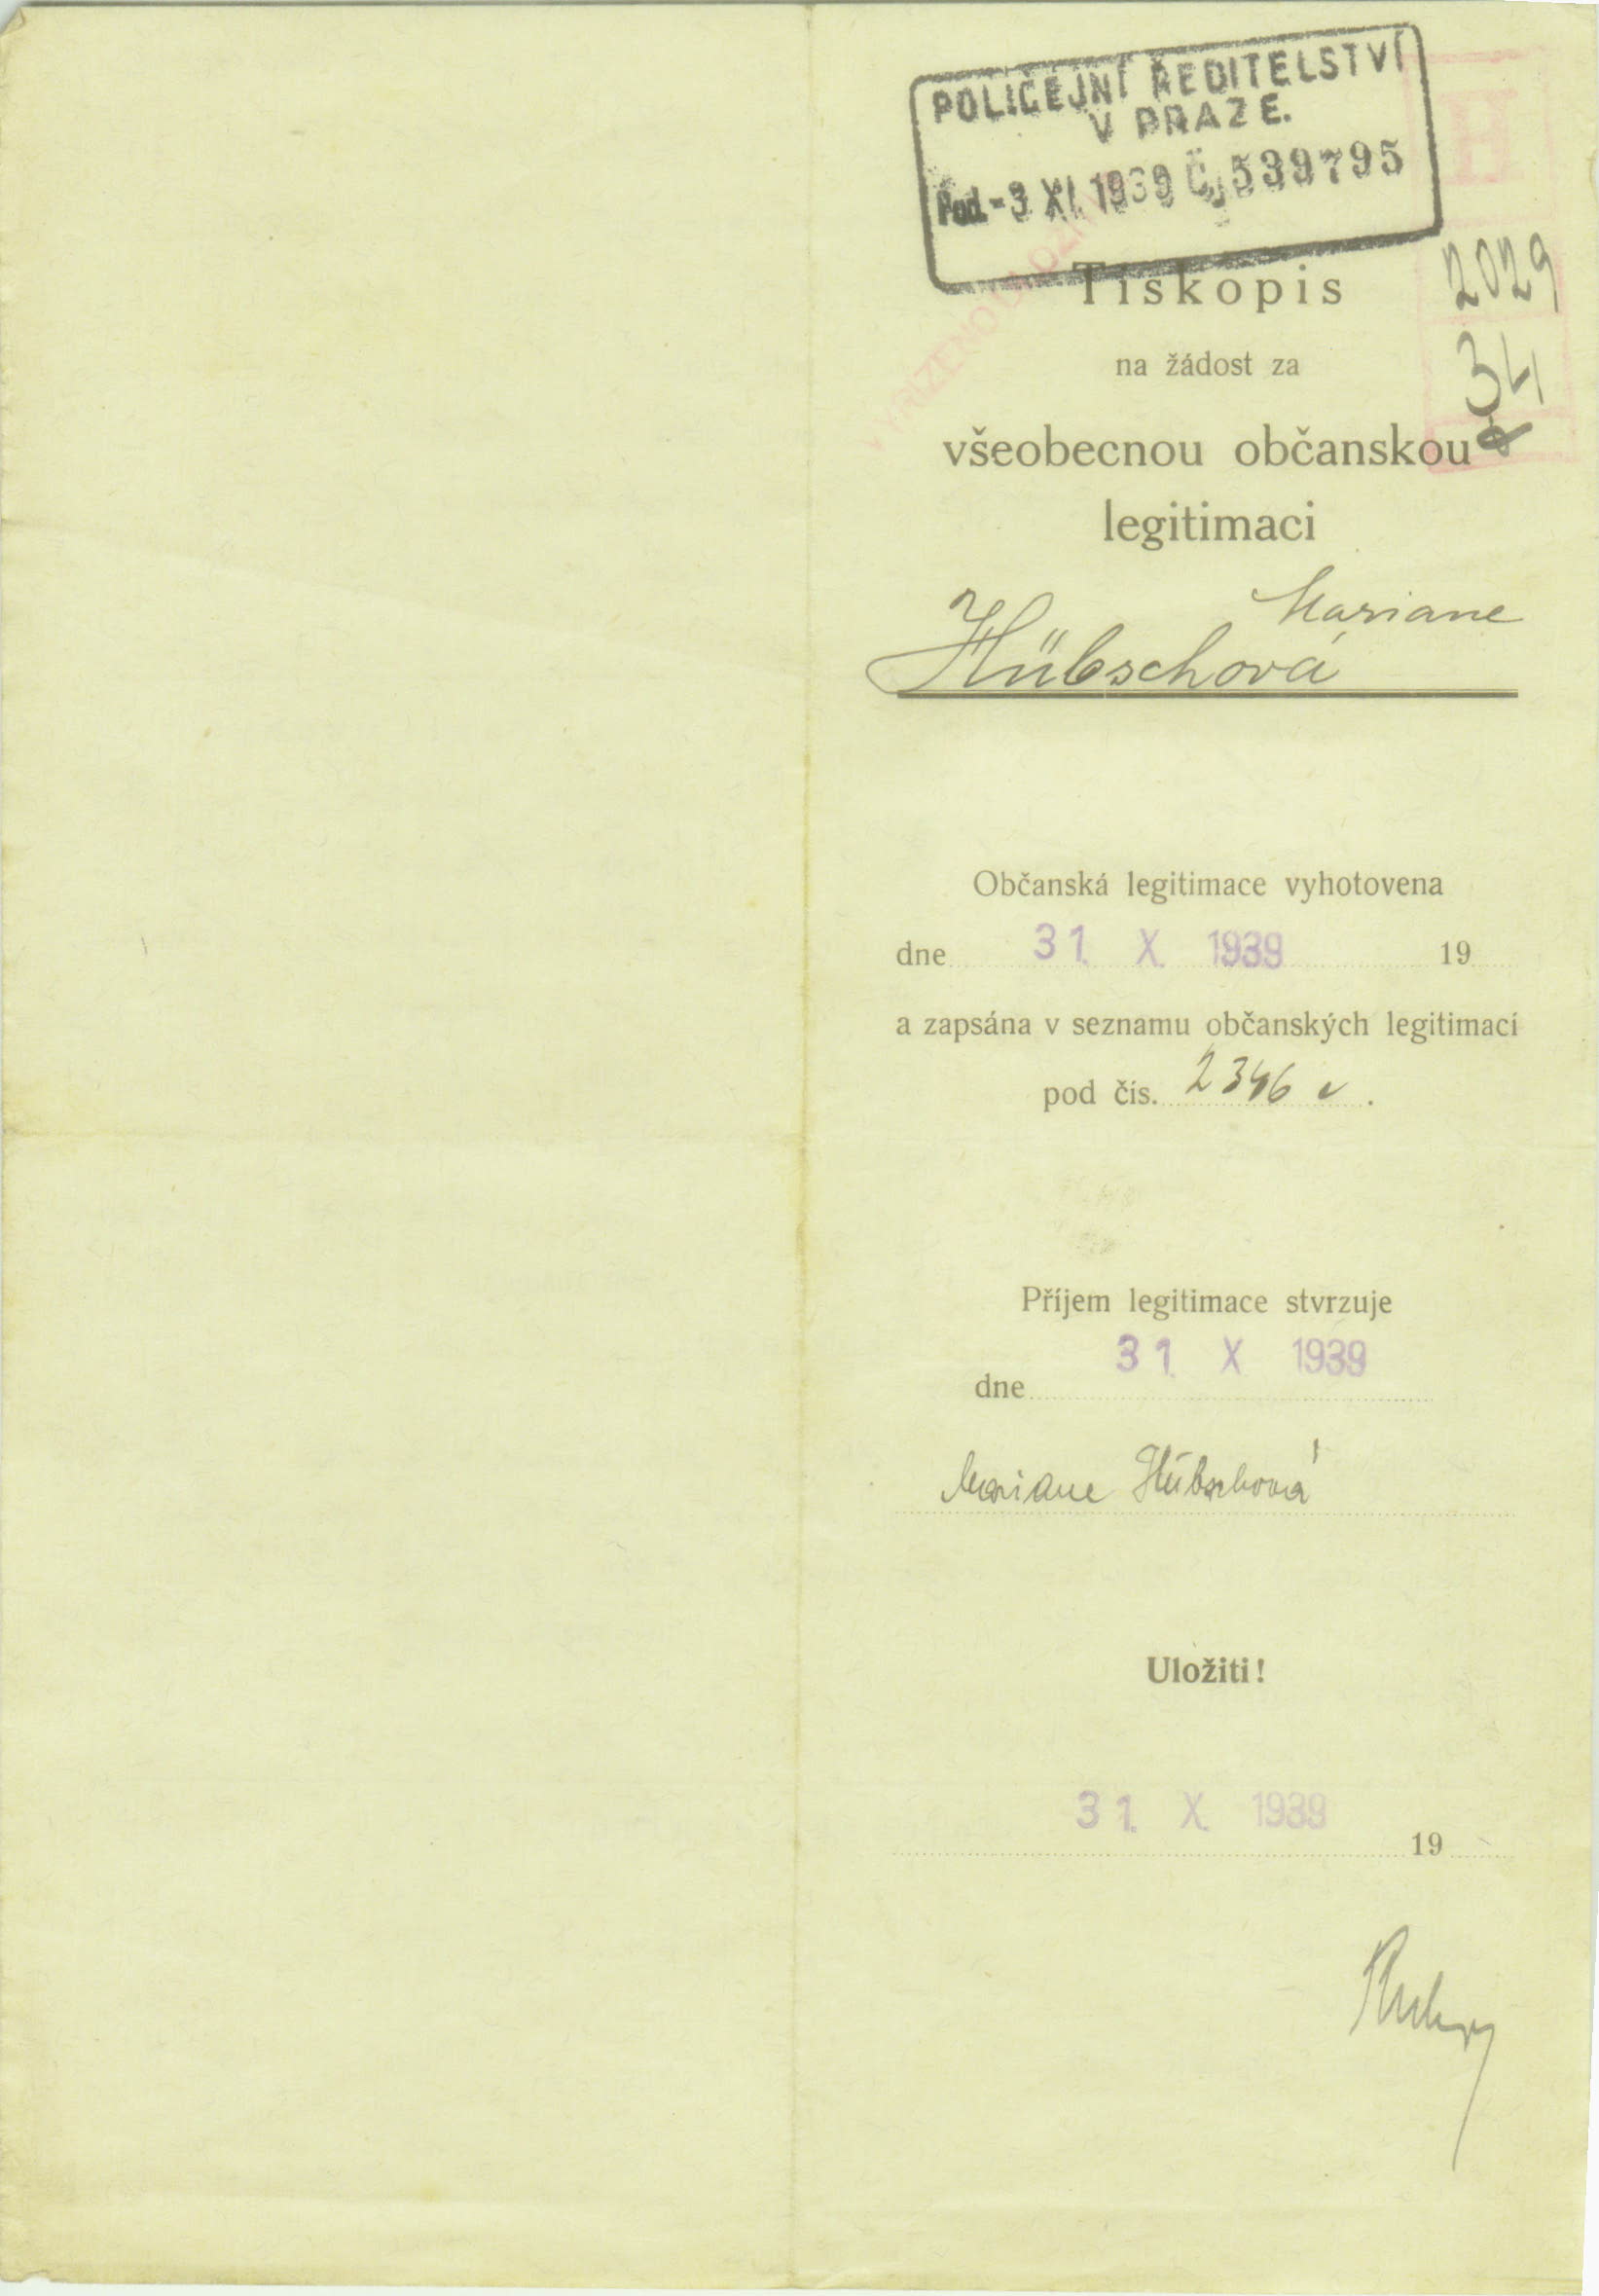 POLICEJNÍ ŘEDITELSTVÍ
V PRAZE.
Pod. -3 XI. 1939 Č.j. 539795
H
2029
34
Tiskopis
na žádost za
všeobecnou občanskou
legitimaci
Mariane
Hübschová
Občanská legitimace vyhotovena
dne 31. X. 1939 19
a zapsána v seznamu občanských legitimací
pod čís. 2346 .
Příjem legitimace stvrzuje
31. X 1939
dne
Mariane Hübschová
Uložiti!
31. X. 1939
19